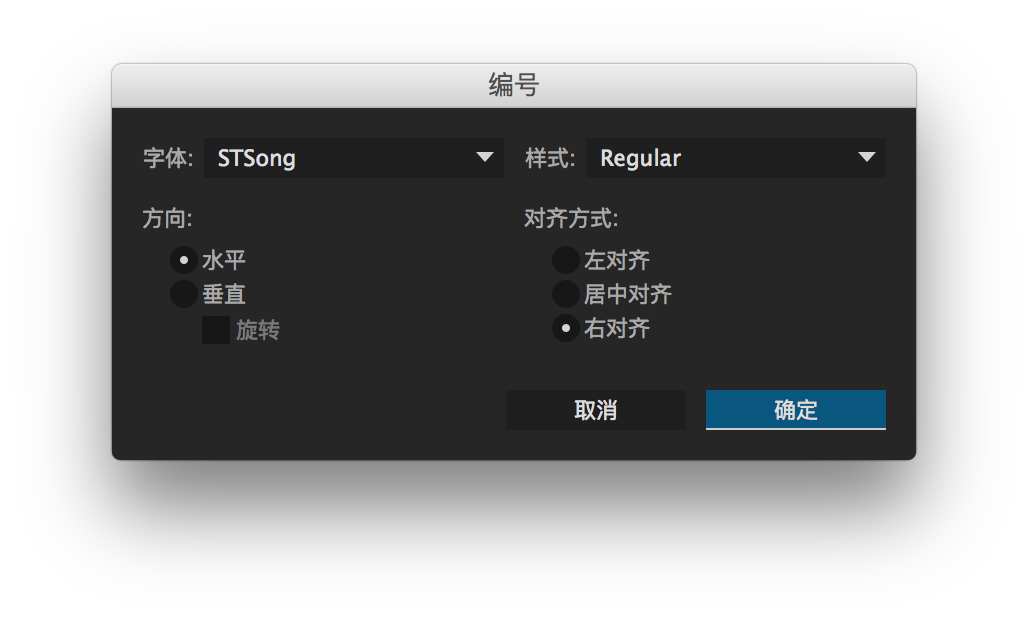 编号
字体: STSong 样式: Regular
方向: 对齐方式:
水平 左对齐
垂直 居中对齐
旋转 右对齐
取消 确定